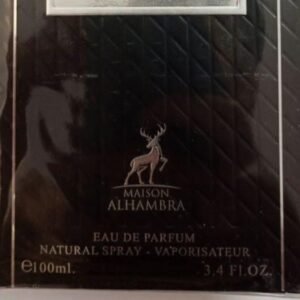 MAISON
ALHAMBRA
EAU DE PARFUM
NATURAL SPRAY - VAPORISATEUR
℮100ml. 3.4 Fl.OZ.